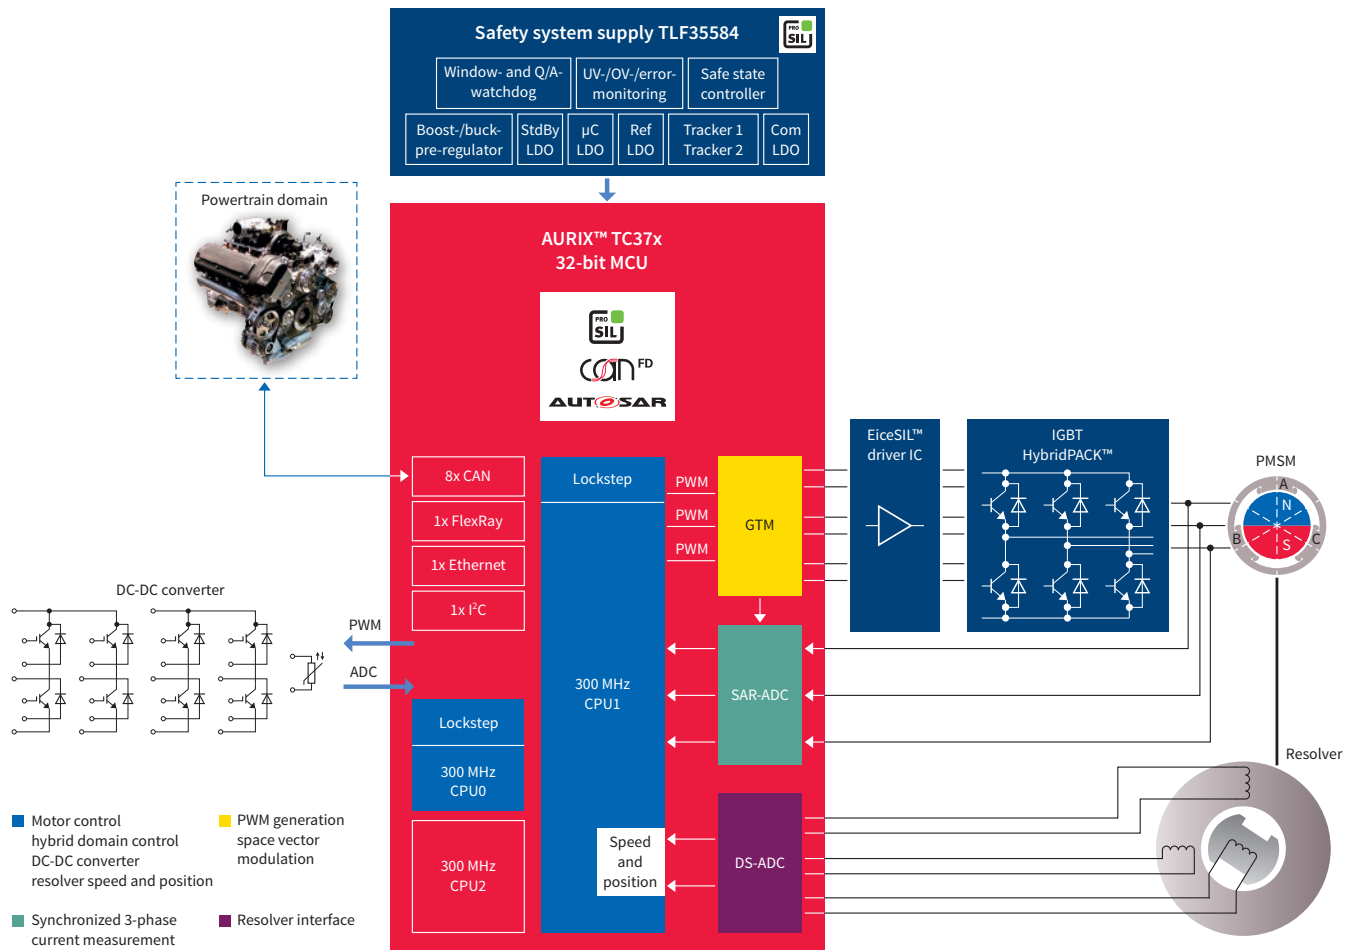 Safety system supply TLF35584
PRO
SIL
Window- and Q/A-
watchdog
UV-/OV-/error-
monitoring
Safe state
controller
Boost-/buck-
pre-regulator
StdBy
LDO
µC
LDO
Ref
LDO
Tracker 1
Tracker 2
Com
LDO
Powertrain domain
AURIX™ TC37x
32-bit MCU
PRO
SIL
CAN FD
AUTOSAR
8x CAN
1x FlexRay
1x Ethernet
1x I²C
Lockstep
300 MHz
CPU1
PWM
PWM
PWM
GTM
EiceSIL™
driver IC
IGBT
HybridPACK™
PMSM
A
N
B
C
S
DC-DC converter
PWM
ADC
SAR-ADC
Lockstep
300 MHz
CPU0
300 MHz
CPU2
Speed
and
position
DS-ADC
Resolver
Motor control
hybrid domain control
DC-DC converter
resolver speed and position
PWM generation
space vector
modulation
Synchronized 3-phase
current measurement
Resolver interface